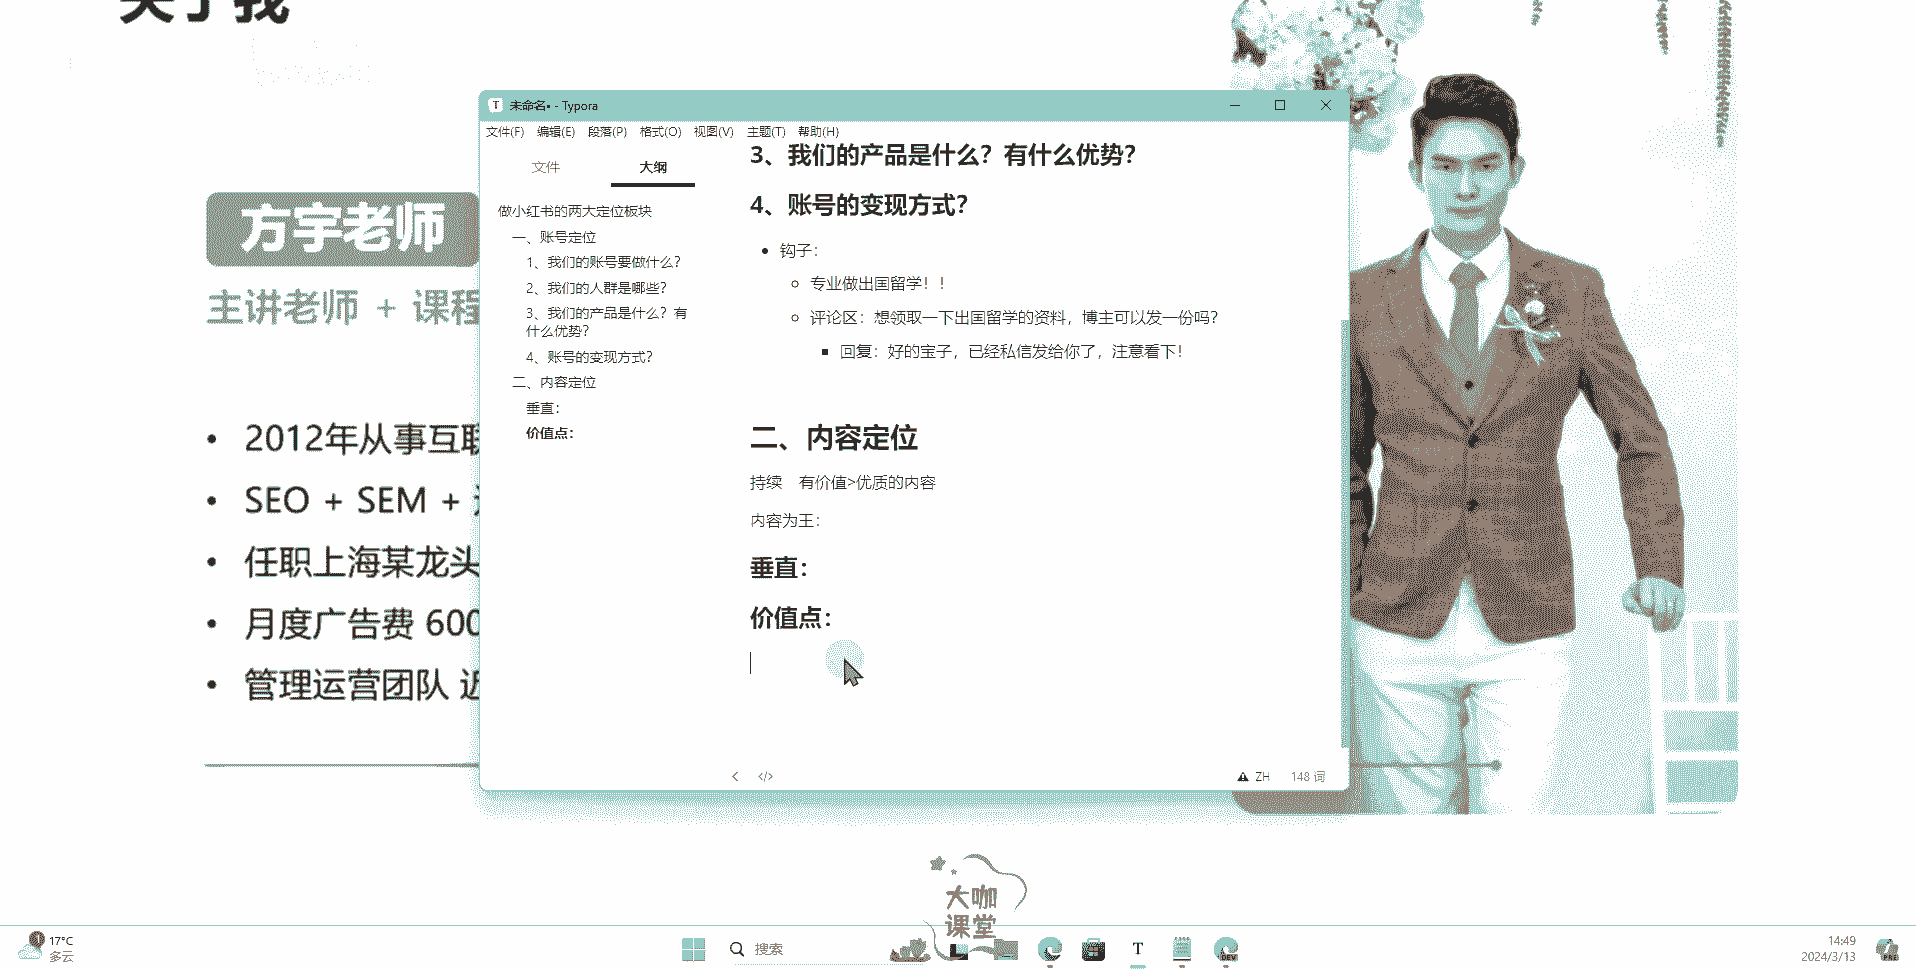 关于我
方宇老师
主讲老师 + 课程
• 2012年从事互联
• SEO + SEM +
• 任职上海某龙头
• 月度广告费 600
• 管理运营团队 近
未命名• - Typora
文件(F) 编辑(E) 段落(P) 格式(O) 视图(V) 主题(T) 帮助(H)
文件 大纲
做小红书的两大定位板块
一、账号定位
1、我们的账号要做什么？
2、我们的人群是哪些？
3、我们的产品是什么？有
什么优势？
4、账号的变现方式？
二、内容定位
垂直：
价值点：
3、我们的产品是什么？有什么优势？
4、账号的变现方式？
钩子：
专业做出国留学！！
评论区：想领取一下出国留学的资料，博主可以发一份吗？
回复：好的宝子，已经私信发给你了，注意看下！
二、内容定位
持续 有价值>优质的内容
内容为王：
垂直：
价值点：
</> ZH 148 词
大咖
课堂
1
17°C
多云
搜索
T
DEV
14:49
2024/3/13
PRE